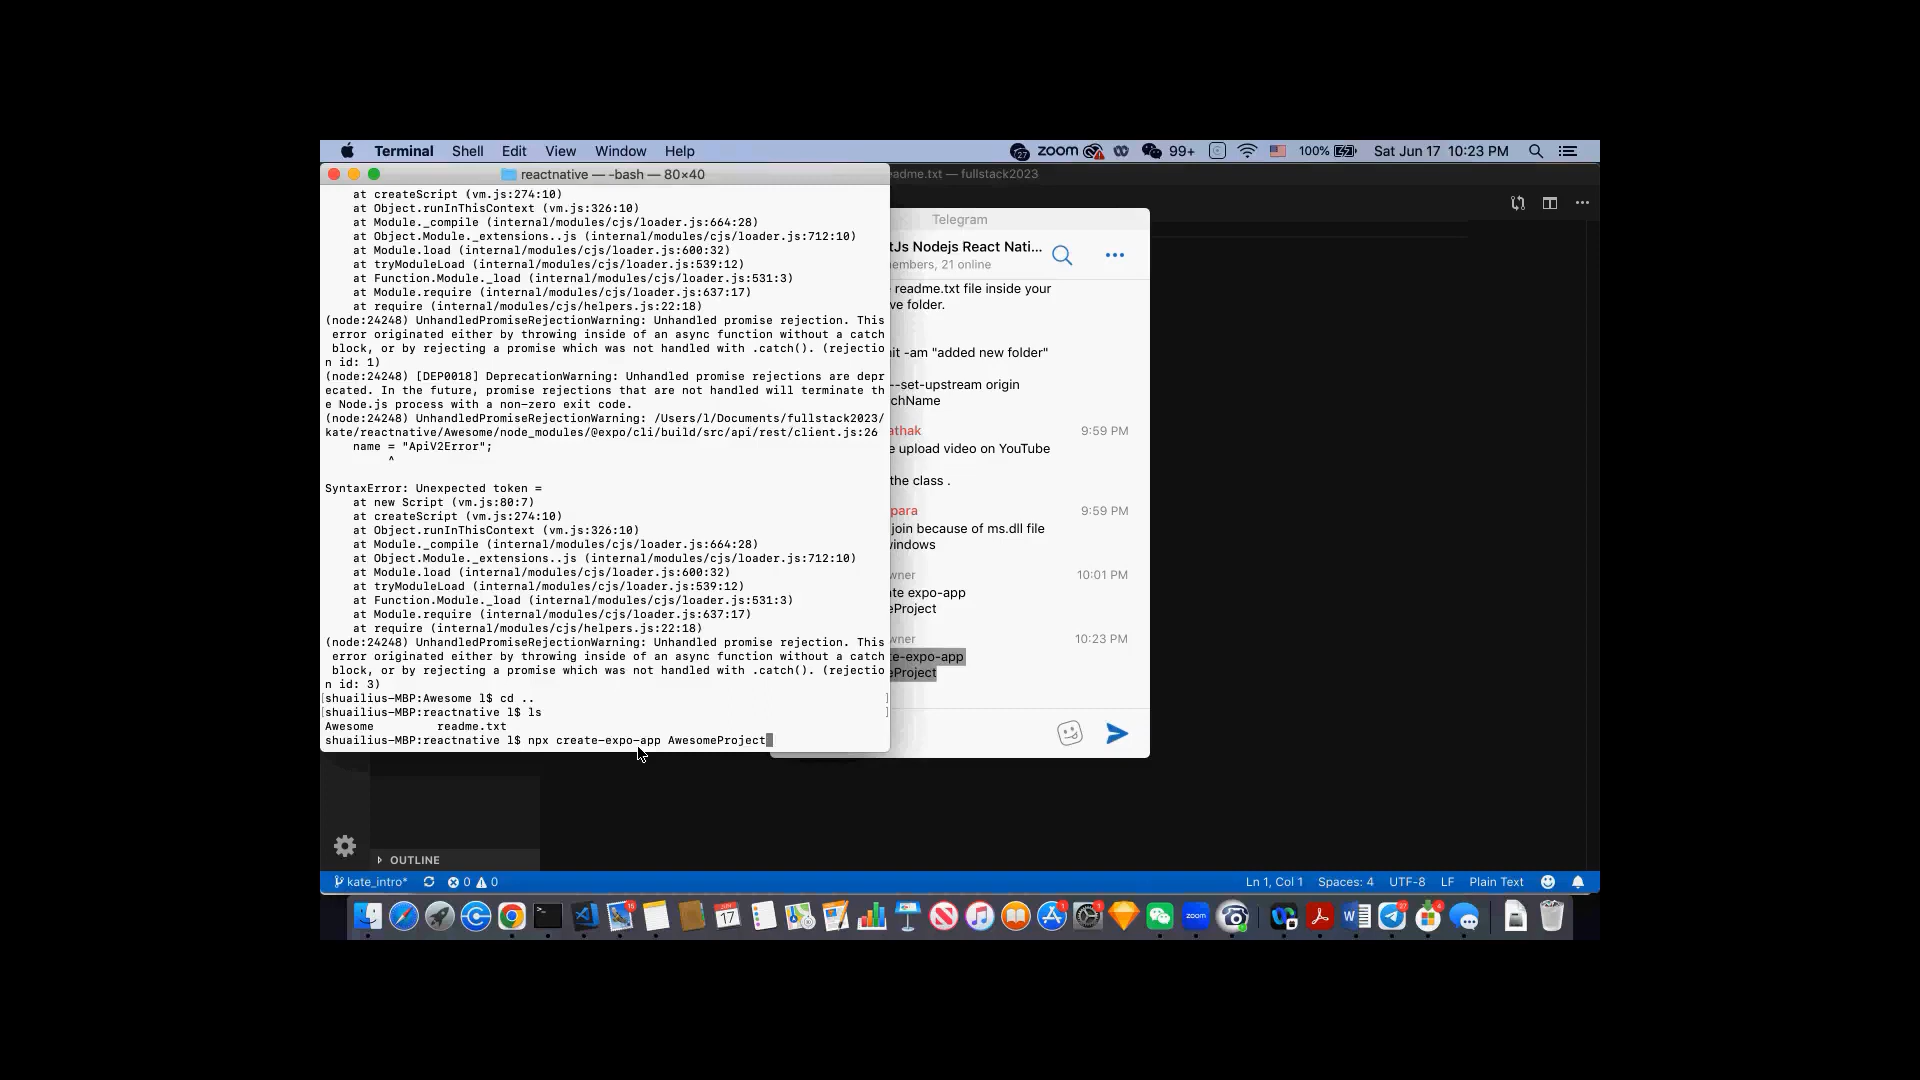 Terminal Shell Edit View Window Help
27 zoom 99+ 100% Sat Jun 17 10:23 PM
reactnative — -bash — 80×40
at createScript (vm.js:274:10)
at Object.runInThisContext (vm.js:326:10)
at Module._compile (internal/modules/cjs/loader.js:664:28)
at Object.Module._extensions..js (internal/modules/cjs/loader.js:712:10)
at Module.load (internal/modules/cjs/loader.js:600:32)
at tryModuleLoad (internal/modules/cjs/loader.js:539:12)
at Function.Module._load (internal/modules/cjs/loader.js:531:3)
at Module.require (internal/modules/cjs/loader.js:637:17)
at require (internal/modules/cjs/helpers.js:22:18)
(node:24248) UnhandledPromiseRejectionWarning: Unhandled promise rejection. This
error originated either by throwing inside of an async function without a catch
block, or by rejecting a promise which was not handled with .catch(). (rejectio
n id: 1)
(node:24248) [DEP0018] DeprecationWarning: Unhandled promise rejections are depr
ecated. In the future, promise rejections that are not handled will terminate th
e Node.js process with a non-zero exit code.
(node:24248) UnhandledPromiseRejectionWarning: /Users/l/Documents/fullstack2023/
kate/reactnative/Awesome/node_modules/@expo/cli/build/src/api/rest/client.js:26
name = "ApiV2Error";
^
SyntaxError: Unexpected token =
at new Script (vm.js:80:7)
at createScript (vm.js:274:10)
at Object.runInThisContext (vm.js:326:10)
at Module._compile (internal/modules/cjs/loader.js:664:28)
at Object.Module._extensions..js (internal/modules/cjs/loader.js:712:10)
at Module.load (internal/modules/cjs/loader.js:600:32)
at tryModuleLoad (internal/modules/cjs/loader.js:539:12)
at Function.Module._load (internal/modules/cjs/loader.js:531:3)
at Module.require (internal/modules/cjs/loader.js:637:17)
at require (internal/modules/cjs/helpers.js:22:18)
(node:24248) UnhandledPromiseRejectionWarning: Unhandled promise rejection. This
error originated either by throwing inside of an async function without a catch
block, or by rejecting a promise which was not handled with .catch(). (rejectio
n id: 3)
[shuailius-MBP:Awesome l$ cd .. ]
[shuailius-MBP:reactnative l$ ls ]
Awesome readme.txt
shuailius-MBP:reactnative l$ npx create-expo-app AwesomeProject
adme.txt — fullstack2023
Telegram
tJs Nodejs React Nati...
embers, 21 online
readme.txt file inside your
ve folder.
nit -am "added new folder"
--set-upstream origin
chName
athak 9:59 PM
e upload video on YouTube
the class .
para 9:59 PM
join because of ms.dll file
vindows
wner 10:01 PM
te expo-app
eProject
wner 10:23 PM
te-expo-app
eProject
OUTLINE
kate_intro* 0 0 Ln 1, Col 1 Spaces: 4 UTF-8 LF Plain Text
17 zoom